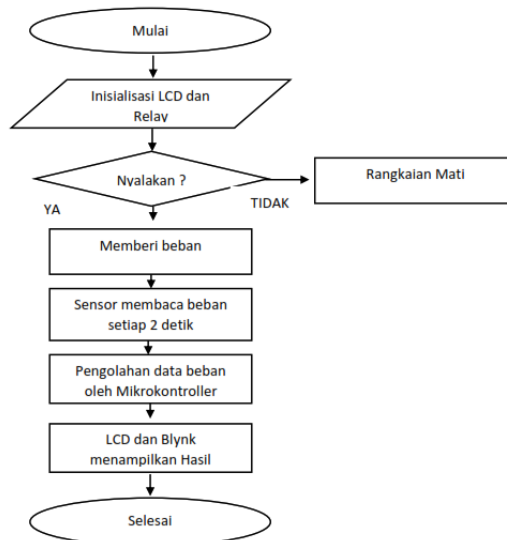 Mulai
Inisialisasi LCD dan
Relay
Nyalakan ?
Rangkaian Mati
YA
TIDAK
Memberi beban
Sensor membaca beban
setiap 2 detik
Pengolahan data beban
oleh Mikrokontroller
LCD dan Blynk
menampilkan Hasil
Selesai